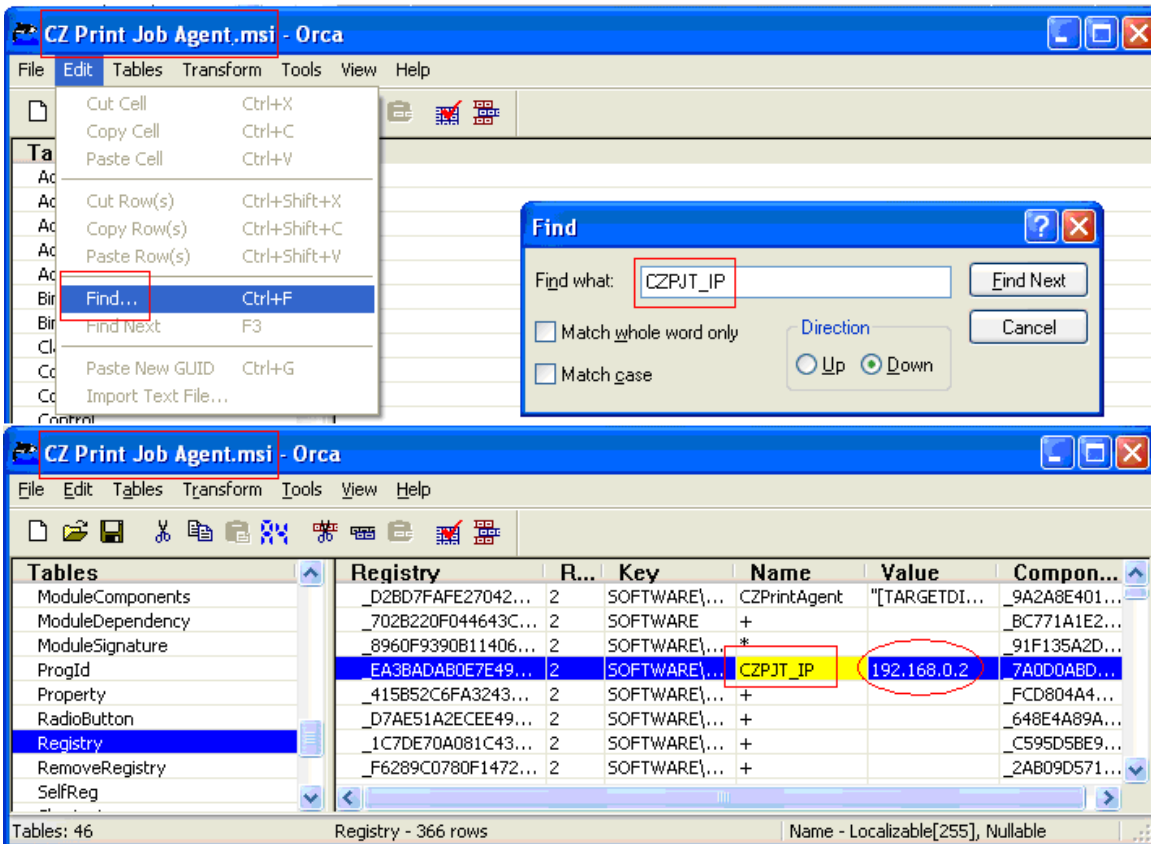 CZ Print Job Agent.msi - Orca
File Edit Tables Transform Tools View Help
Cut Cell Ctrl+X
Copy Cell Ctrl+C
Paste Cell Ctrl+V
Cut Row(s) Ctrl+Shift+X
Copy Row(s) Ctrl+Shift+C
Paste Row(s) Ctrl+Shift+V
Find... Ctrl+F
Find Next F3
Paste New GUID Ctrl+G
Import Text File...
Find
Find what: CZPJT_IP Find Next
Match whole word only Direction Cancel
Match case Up Down
CZ Print Job Agent.msi - Orca
File Edit Tables Transform Tools View Help
Tables Registry R... Key Name Value Compon...
ModuleComponents _D2BD7FAFE27042... 2 SOFTWARE\... CZPrintAgent "[TARGETDI... _9A2A8E401...
ModuleDependency _702B220F044643C... 2 SOFTWARE + _BC771A1E2...
ModuleSignature _8960F9390B11406... 2 SOFTWARE\... * _91F135A2D...
ProgId _EA3BADAB0E7E49... 2 SOFTWARE\... CZPJT_IP 192.168.0.2 _7A0D0ABD...
Property _415B52C6FA3243... 2 SOFTWARE\... + _FCD804A4...
RadioButton _D7AE51A2ECEE49... 2 SOFTWARE\... + _648E4A89A...
Registry _1C7DE70A081C43... 2 SOFTWARE\... + _C595D5BE9...
RemoveRegistry _F6289C0780F1472... 2 SOFTWARE\... + _2AB09D571...
SelfReg
Tables: 46 Registry - 366 rows Name - Localizable[255], Nullable